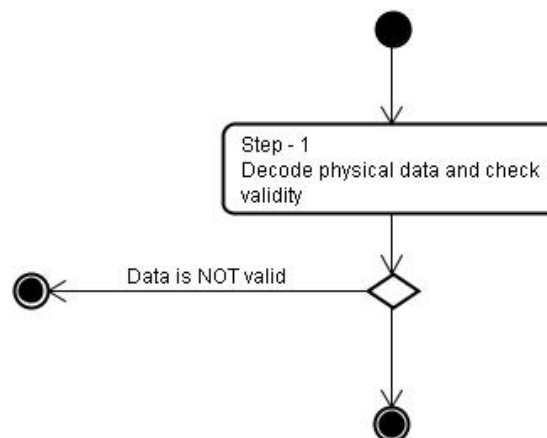 Step - 1
Decode physical data and check
validity
Data is NOT valid